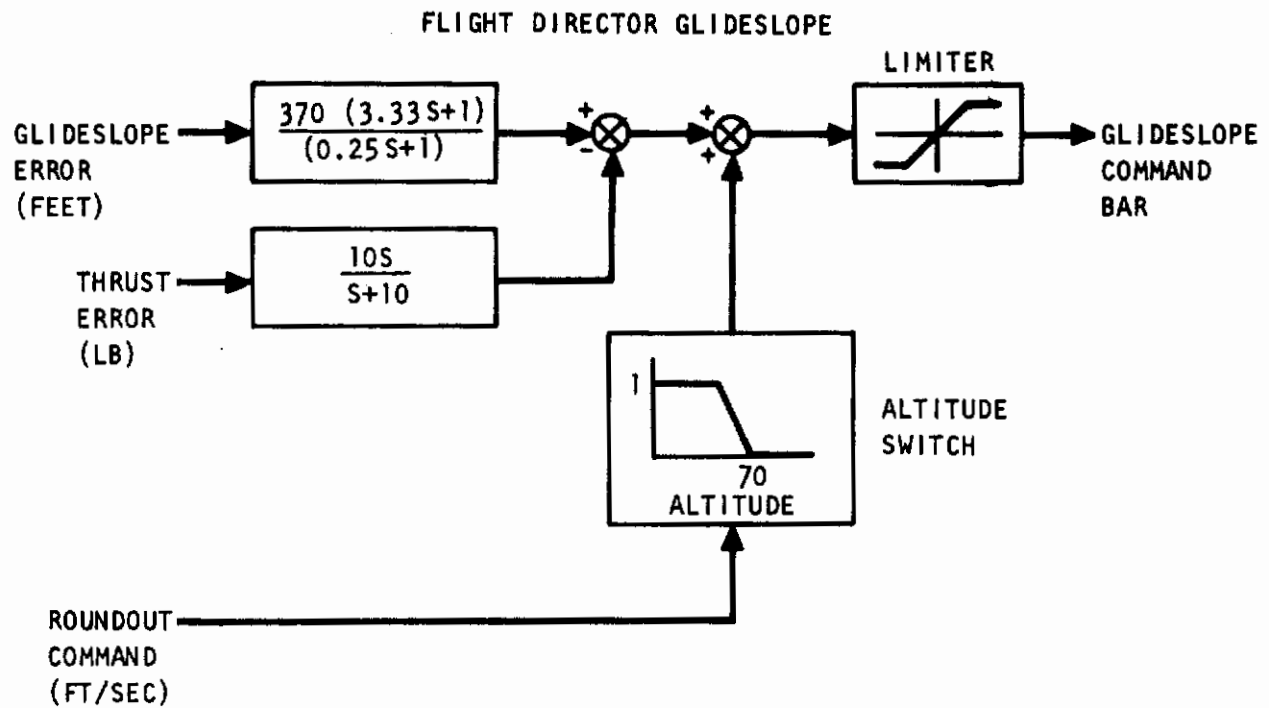 FLIGHT DIRECTOR GLIDESLOPE
LIMITER
GLIDESLOPE
ERROR
(FEET)
370 (3.33S+1)
(0.25S+1)
+
-
+
+
GLIDESLOPE
COMMAND
BAR
THRUST
ERROR
(LB)
10S
S+10
1
70
ALTITUDE
ALTITUDE
SWITCH
ROUNDOUT
COMMAND
(FT/SEC)